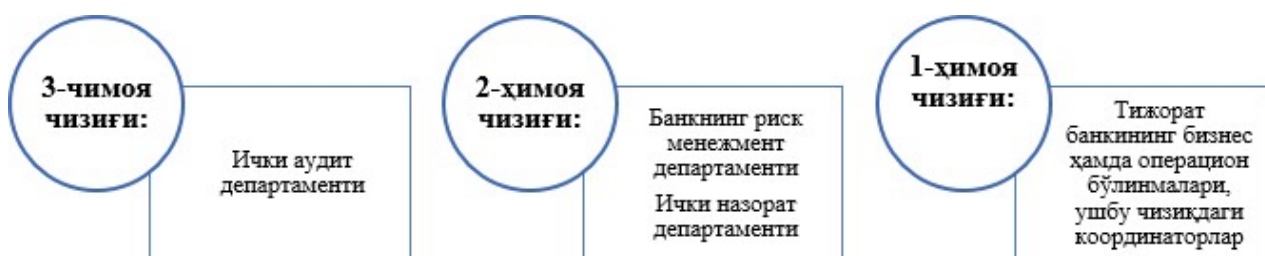 3-чимоя
чизиғи:
Ички аудит
департаменти
2-ҳимоя
чизиғи:
Банкнинг риск
менежмент
департаменти
Ички назорат
департаменти
1-ҳимоя
чизиғи:
Тижорат
банкининг бизнес
ҳамда операцион
бўлинмалари,
ушбу чизиқдаги
координаторлар